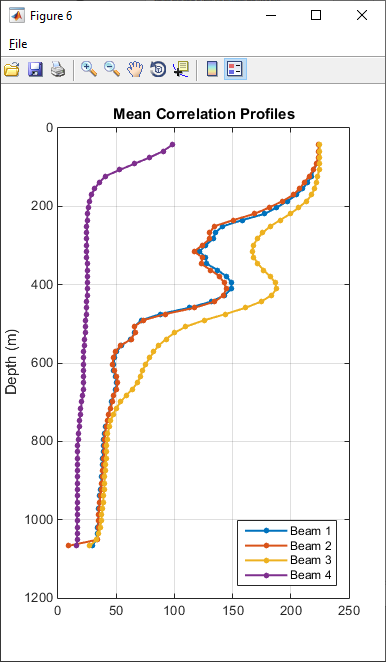 Figure 6
File
Mean Correlation Profiles
0
200
400
600
800
1000
1200
Depth (m)
0 50 100 150 200 250
Beam 1
Beam 2
Beam 3
Beam 4